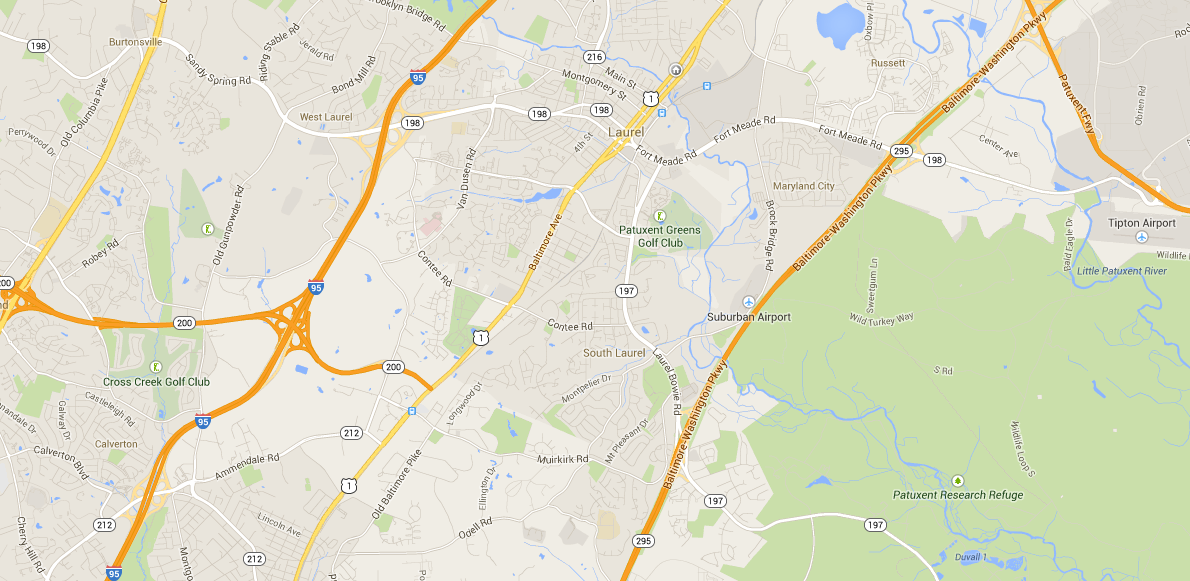 Brooklyn Bridge Rd
198
Burtonsville
Riding Stable Rd
Jerald Rd
Sandy Spring Rd
Bond Mill Rd
95
216
Main St
Montgomery St
Oxbow Pl
Russett
Baltimore-Washington Pkwy
Patuxent Fwy
Obrien Rd
Old Columbia Pike
West Laurel
198
198
198
1
Laurel
4th St
Fort Meade Rd
Fort Meade Rd
Fort Meade Rd
295
198
Center Ave
Perrywood Dr
Van Dusen Rd
Maryland City
Baltimore-Washington Pkwy
Old Gunpowder Rd
Baltimore Ave
Patuxent Greens
Golf Club
Brock Bridge Rd
Bald Eagle Dr
Tipton Airport
Robey Rd
Contee Rd
Sweetgum Ln
Little Patuxent River
Wildlife
200
95
197
Suburban Airport
Wild Turkey Way
200
Contee Rd
1
South Laurel
Laurel Bowie Rd
Cross Creek Golf Club
200
Montpelier Dr
Longwood Dr
S Rd
Castleleigh Rd
Galway Dr
95
Baltimore-Washington Pkwy
Calverton
212
Mt Pleasant Dr
Wildlife Loop S
Calverton Blvd
Ammendale Rd
Muirkirk Rd
Old Baltimore Pike
Ellington Dr
1
Patuxent Research Refuge
197
197
212
Cherry Hill Rd
Lincoln Ave
Odell Rd
295
212
Duvall 1
95